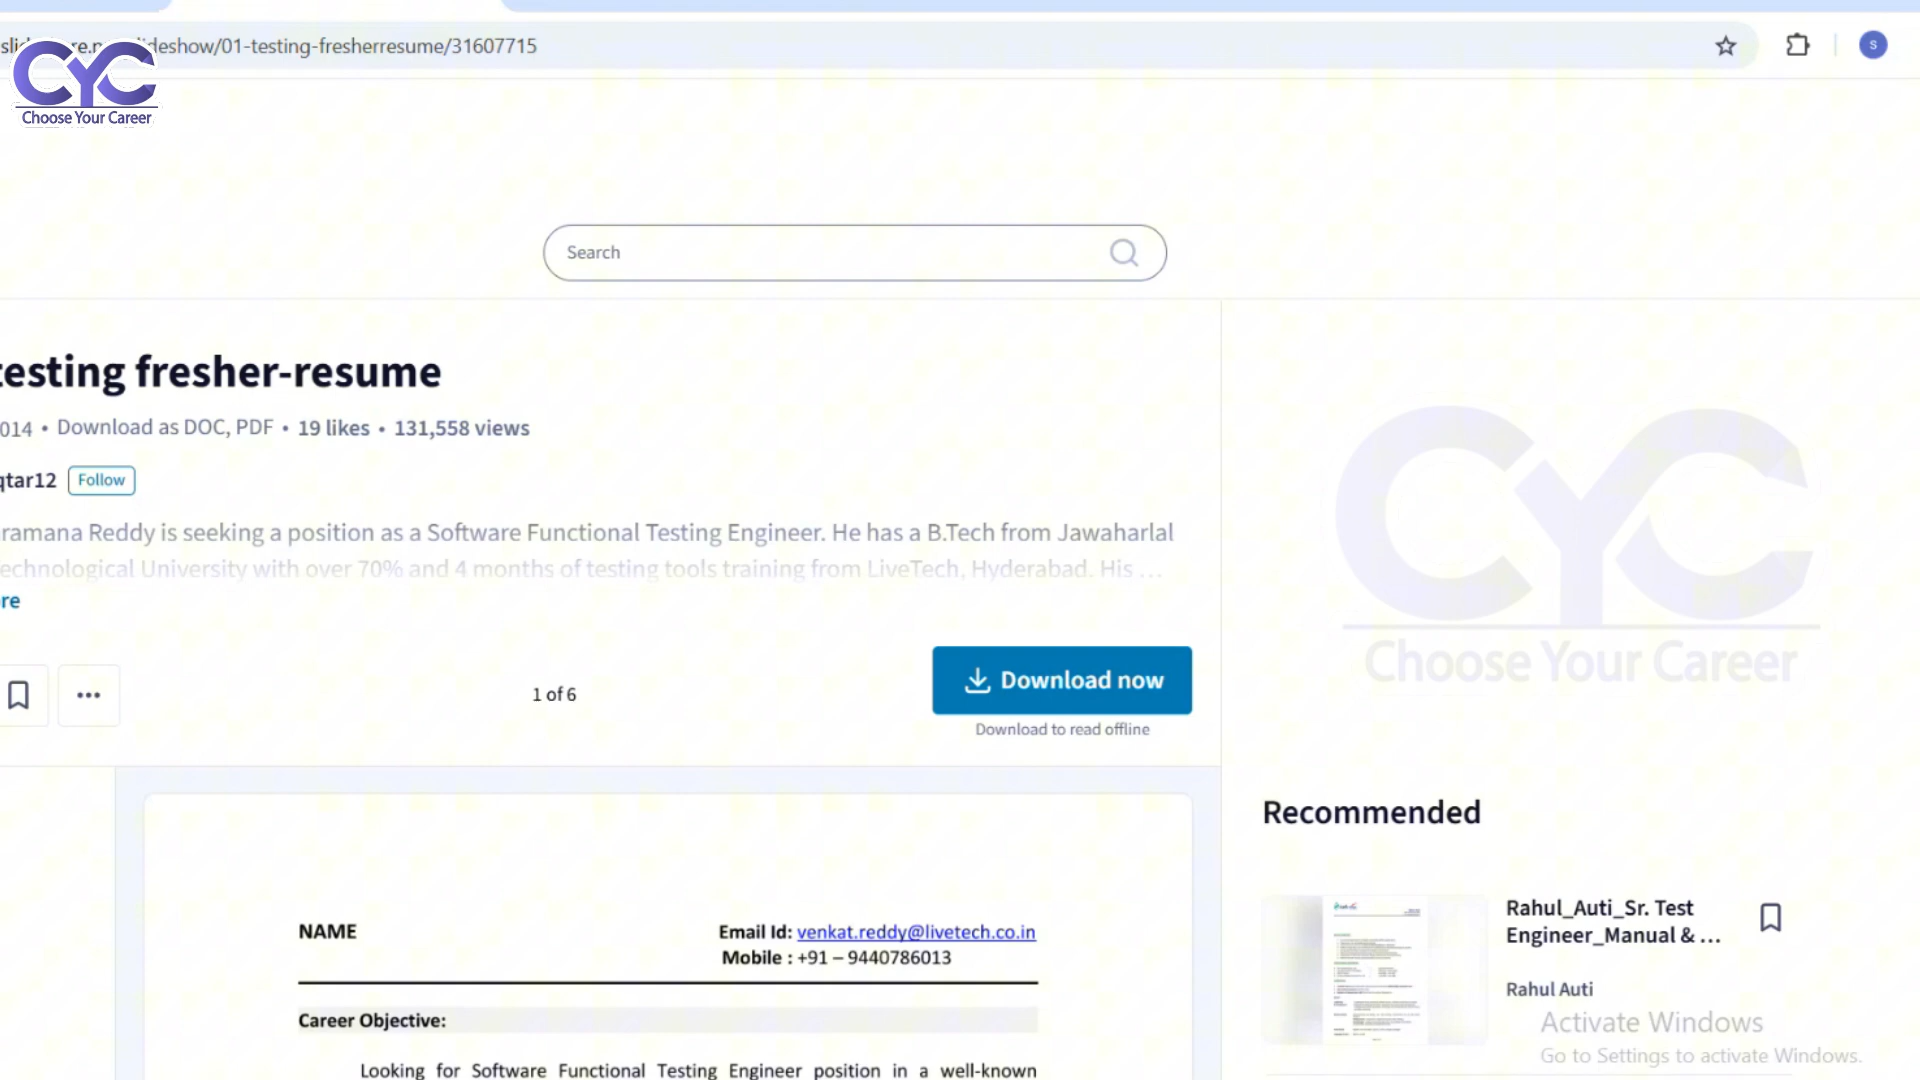 slideshow/01-testing-fresherresume/31607715
S
CYC
Choose Your Career
Search
testing fresher-resume
014 • Download as DOC, PDF • 19 likes • 131,558 views
qtar12 Follow
ramana Reddy is seeking a position as a Software Functional Testing Engineer. He has a B.Tech from Jawaharlal
echnological University with over 70% and 4 months of testing tools training from LiveTech, Hyderabad. His ...
re
1 of 6
Download now
Download to read offline
CYC
Choose Your Career
Recommended
NAME
Email Id: venkat.reddy@livetech.co.in
Mobile : +91 – 9440786013
Career Objective:
Looking for Software Functional Testing Engineer position in a well-known
Rahul_Auti_Sr. Test
Engineer_Manual & ...
Rahul Auti
Activate Windows
Go to Settings to activate Windows.